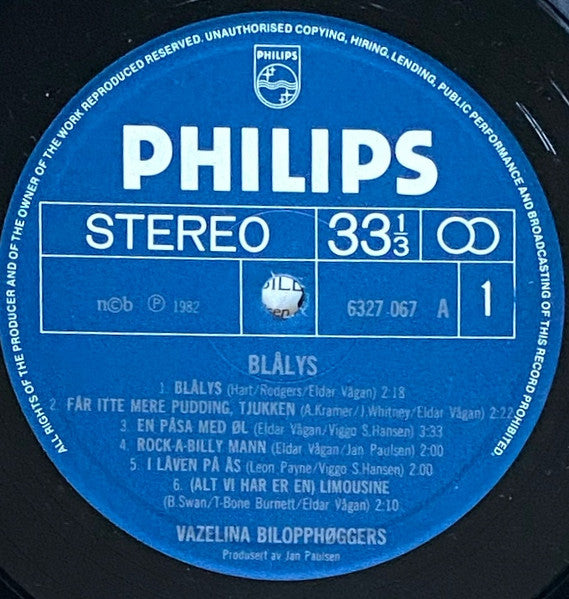 ALL RIGHTS OF THE PRODUCER AND OF THE OWNER OF THE WORK REPRODUCED RESERVED. UNAUTHORISED COPYING, HIRING, LENDING, PUBLIC PERFORMANCE AND BROADCASTING OF THIS RECORD PROHIBITED.
PHILIPS
PHILIPS
STEREO 33 1/3
n©b ℗ 1982 6327 067 A 1
BLÅLYS
1. BLÅLYS (Hart/Rodgers/Eldar Vågan) 2:18
2. FÅR ITTE MERE PUDDING, TJUKKEN (A.Kramer/J.Whitney/Eldar Vågan) 2:22
3. EN PÅSA MED ØL (Eldar Vågan/Viggo S.Hansen) 3:33
4. ROCK-A-BILLY MANN (Eldar Vågan/Jan Paulsen) 2:00
5. I LÅVEN PÅ ÅS (Leon Payne/Viggo S.Hansen) 2:00
6. (ALT VI HAR ER EN) LIMOUSINE
(B.Swan/T-Bone Burnett/Eldar Vågan) 2:10
VAZELINA BILOPPHØGGERS
Produsert av Jan Paulsen